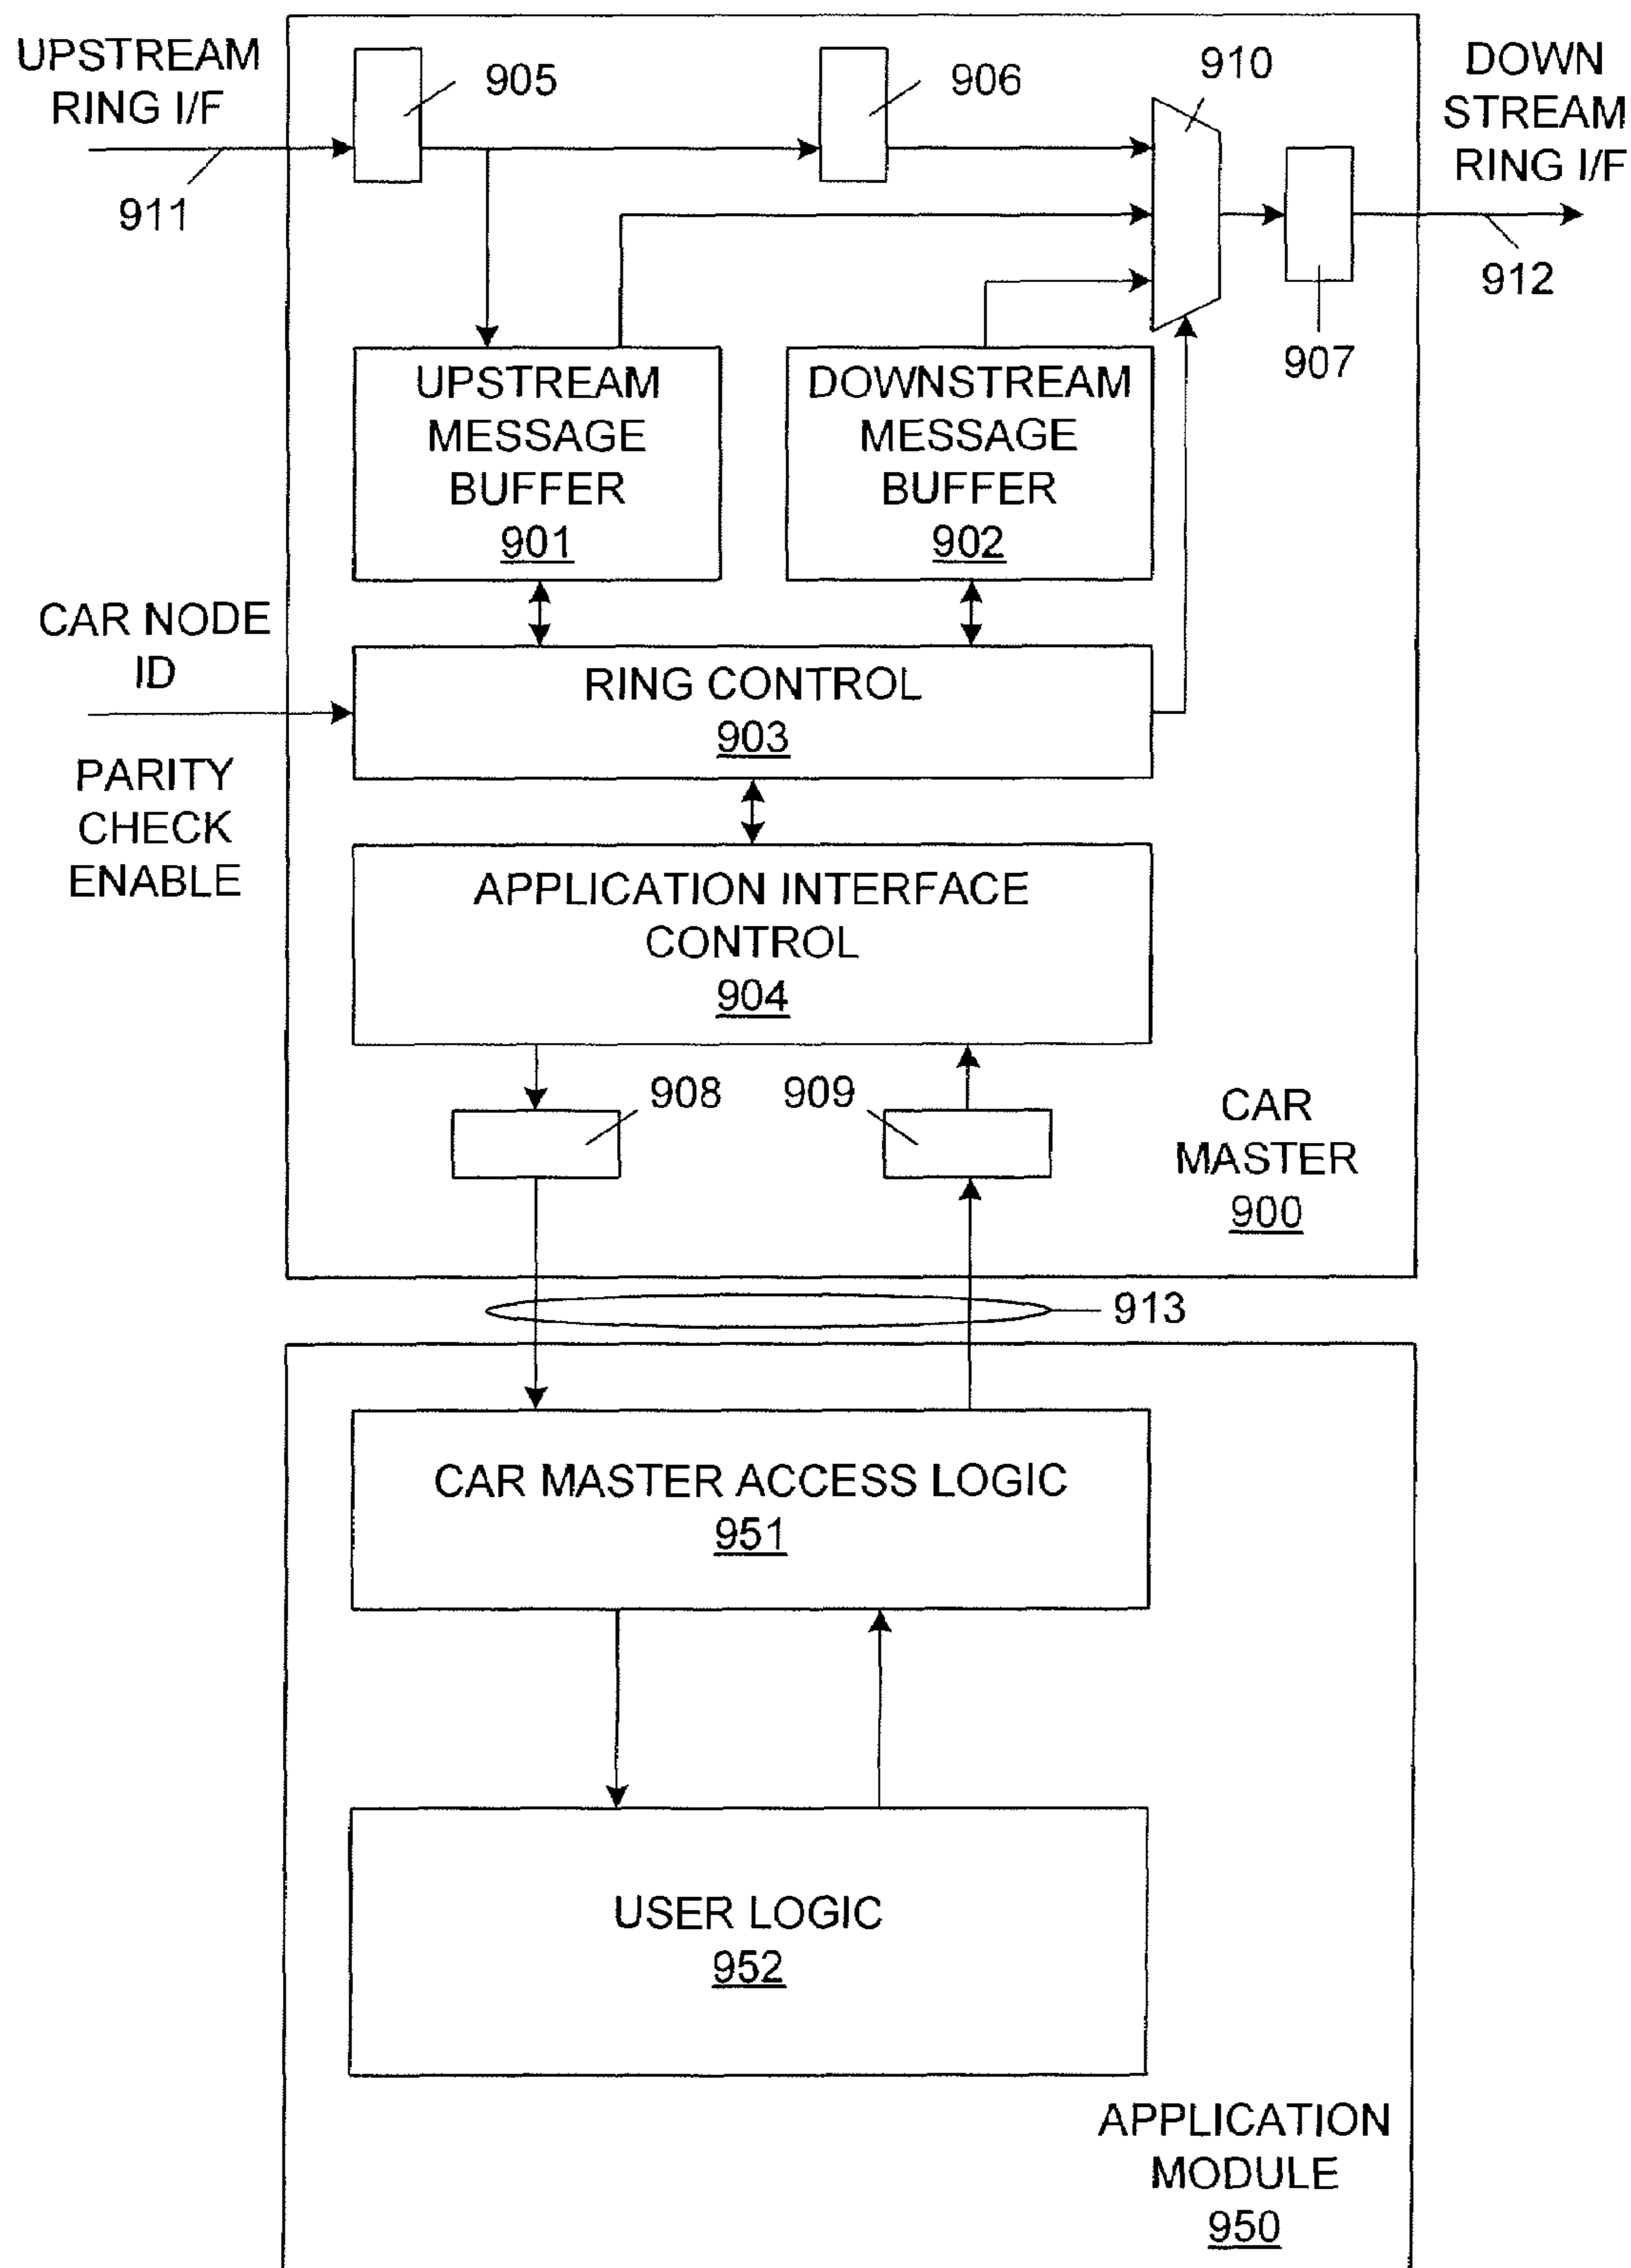 UPSTREAM
RING I/F
911
905
906
910
DOWN
STREAM
RING I/F
912
907
UPSTREAM
MESSAGE
BUFFER
901
DOWNSTREAM
MESSAGE
BUFFER
902
CAR NODE
ID
PARITY
CHECK
ENABLE
RING CONTROL
903
APPLICATION INTERFACE
CONTROL
904
908
909
CAR
MASTER
900
913
CAR MASTER ACCESS LOGIC
951
USER LOGIC
952
APPLICATION
MODULE
950